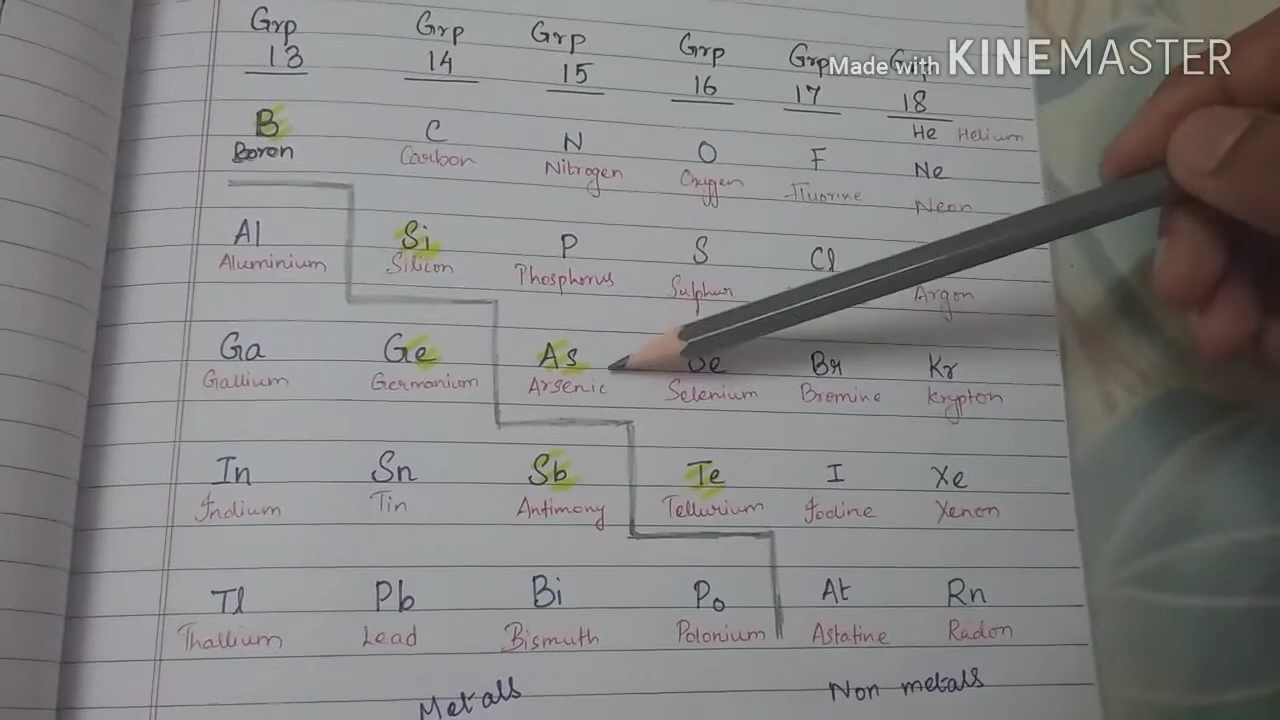 Grp Grp Grp Grp Grp Grp
13 14 15 16 17 18
Made with KINEMASTER
He Helium
B C N O F Ne
Boron Carbon Nitrogen Oxygen Fluorine Neon
Al Si P S Cl
Aluminium Silicon Phosphorus Sulphur Argon
Ga Ge As Br Kr
Gallium Germanium Arsenic Selenium Bromine Krypton
In Sn Sb Te I Xe
Indium Tin Antimony Tellurium Iodine Xenon
Tl Pb Bi Po At Rn
Thallium Lead Bismuth Polonium Astatine Radon
Metals Non metals